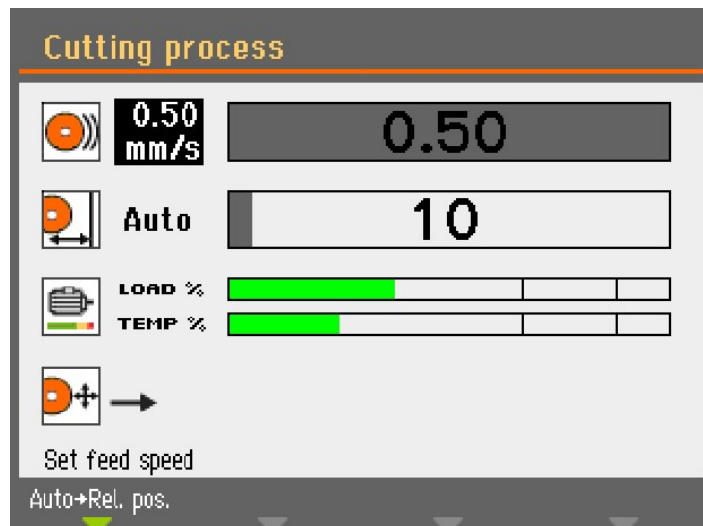 Cutting process
0.50
mm/s
0.50
Auto
10
LOAD %
TEMP %
Set feed speed
Auto→Rel. pos.